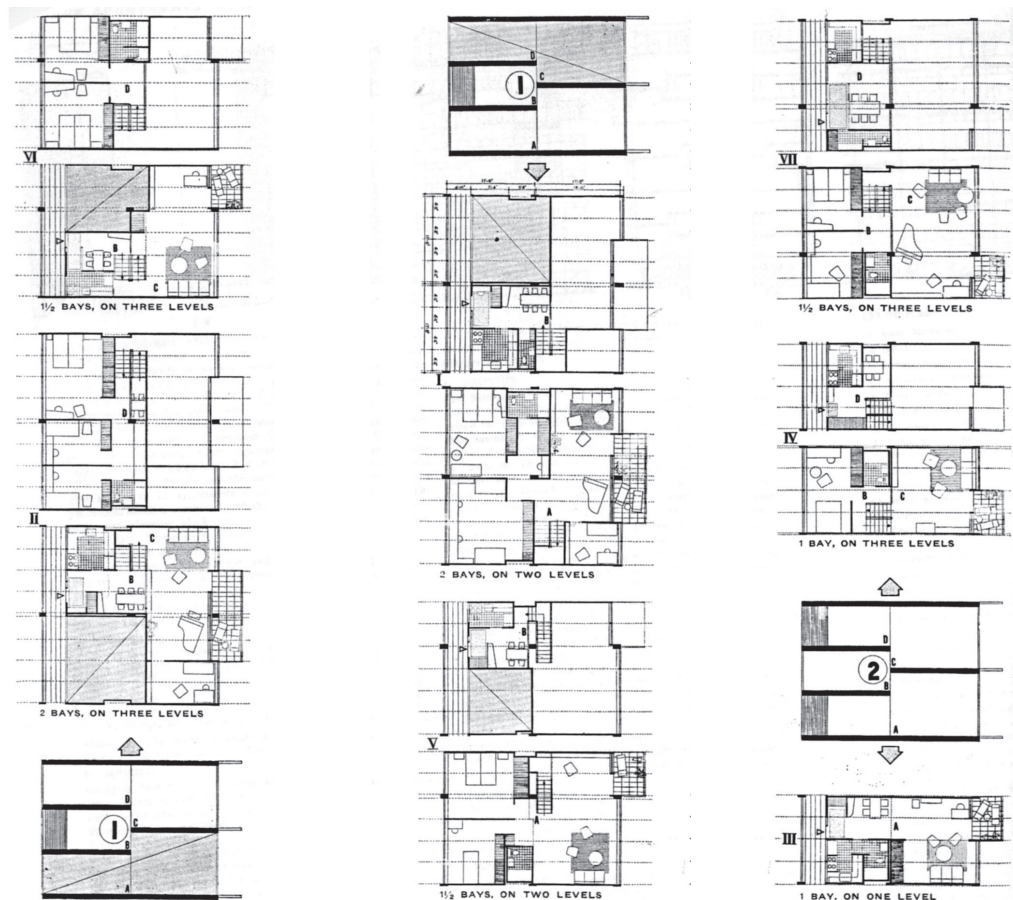 D
VI
B
C
1½ BAYS, ON THREE LEVELS
D
II
C
B
2 BAYS, ON THREE LEVELS
D
1
C
B
A
D
1
C
B
A
B
I
A
2 BAYS, ON TWO LEVELS
B
V
A
1½ BAYS, ON TWO LEVELS
D
VII
C
B
1½ BAYS, ON THREE LEVELS
D
IV
B C
1 BAY, ON THREE LEVELS
D
2
C
B
A
A
III
1 BAY, ON ONE LEVEL